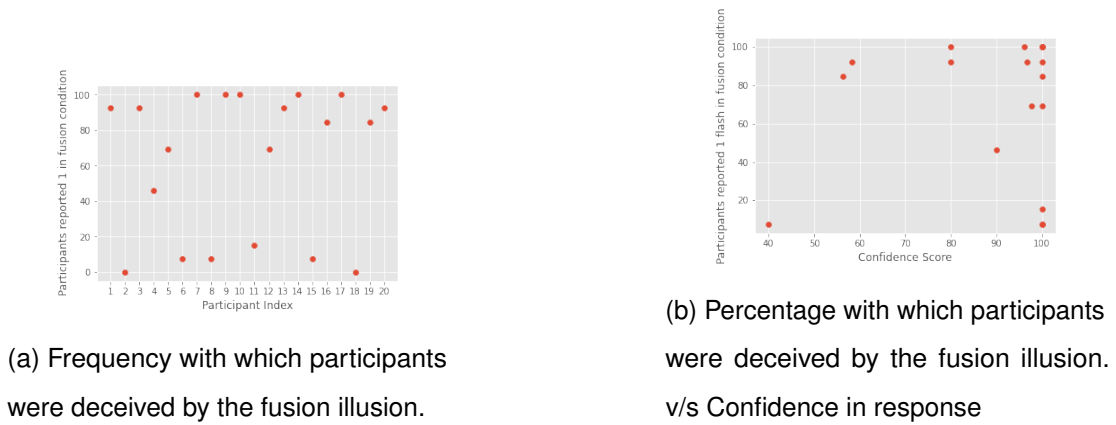 Participants reported 1 in fusion condition
100
80
60
40
20
0
1 2 3 4 5 6 7 8 9 10 11 12 13 14 15 16 17 18 19 20
Participant Index
(a) Frequency with which participants
were deceived by the fusion illusion.
Participants reported 1 flash in fusion condition
100
80
60
40
20
40 50 60 70 80 90 100
Confidence Score
(b) Percentage with which participants
were deceived by the fusion illusion.
v/s Confidence in response